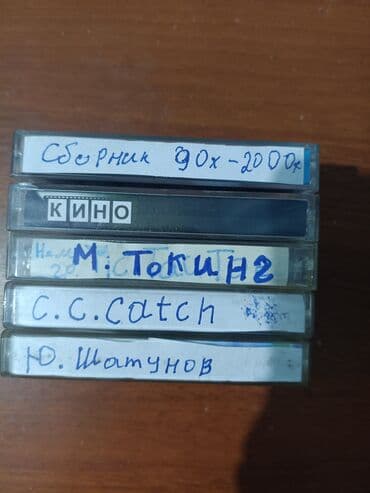 Сборник 90х-2000х
КИНО
М. Токинг
C.C.Catch
Ю. Шатунов